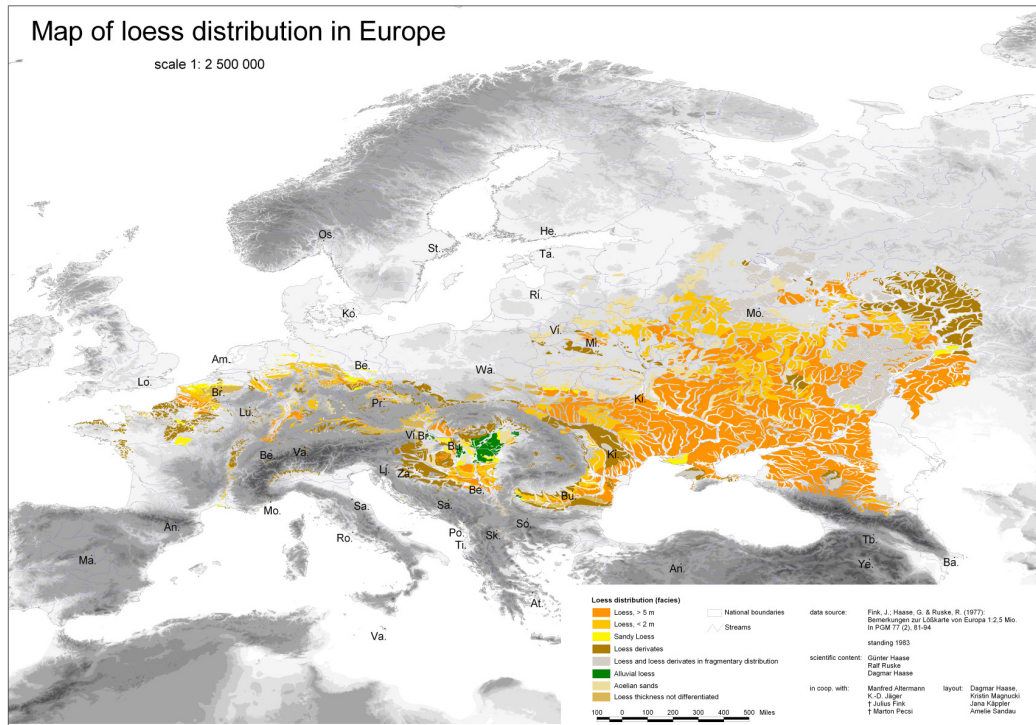 Map of loess distribution in Europe
scale 1: 2 500 000
Os.
St.
He.
Ta.
Ri.
Ko.
Mo.
Vi.
Mi.
Am.
Be.
Wa.
Lo.
Br.
Ki.
Pr.
Lu.
Vi.
Br.
Bu.
Ki.
Be.
Va.
Lj.
Za.
Be.
Bu.
Mo.
Sa.
Sa.
So.
An.
Po.
Sk.
Ro.
Ti.
Tb.
Ma.
An.
Ye.
Ba.
At.
Va.
Loess distribution (facies)
Loess, > 5 m
Loess, < 2 m
Sandy Loess
Loess derivates
Loess and loess derivates in fragmentary distribution
Alluvial loess
Aoelian sands
Loess thickness not differentiated
National boundaries
Streams
100 0 100 200 300 400 500 Miles
data source: Fink, J.; Haase, G. & Ruske, R. (1977):
Bemerkungen zur Lößkarte von Europa 1:2,5 Mio.
In PGM 77 (2), 81-94
standing 1983
scientific content: Günter Haase
Ralf Ruske
Dagmar Haase
in coop. with: Manfred Altermann
K.-D. Jäger
† Julius Fink
† Marton Pecsi
layout: Dagmar Haase,
Kristin Magnucki
Jana Käppler
Amelie Sandau